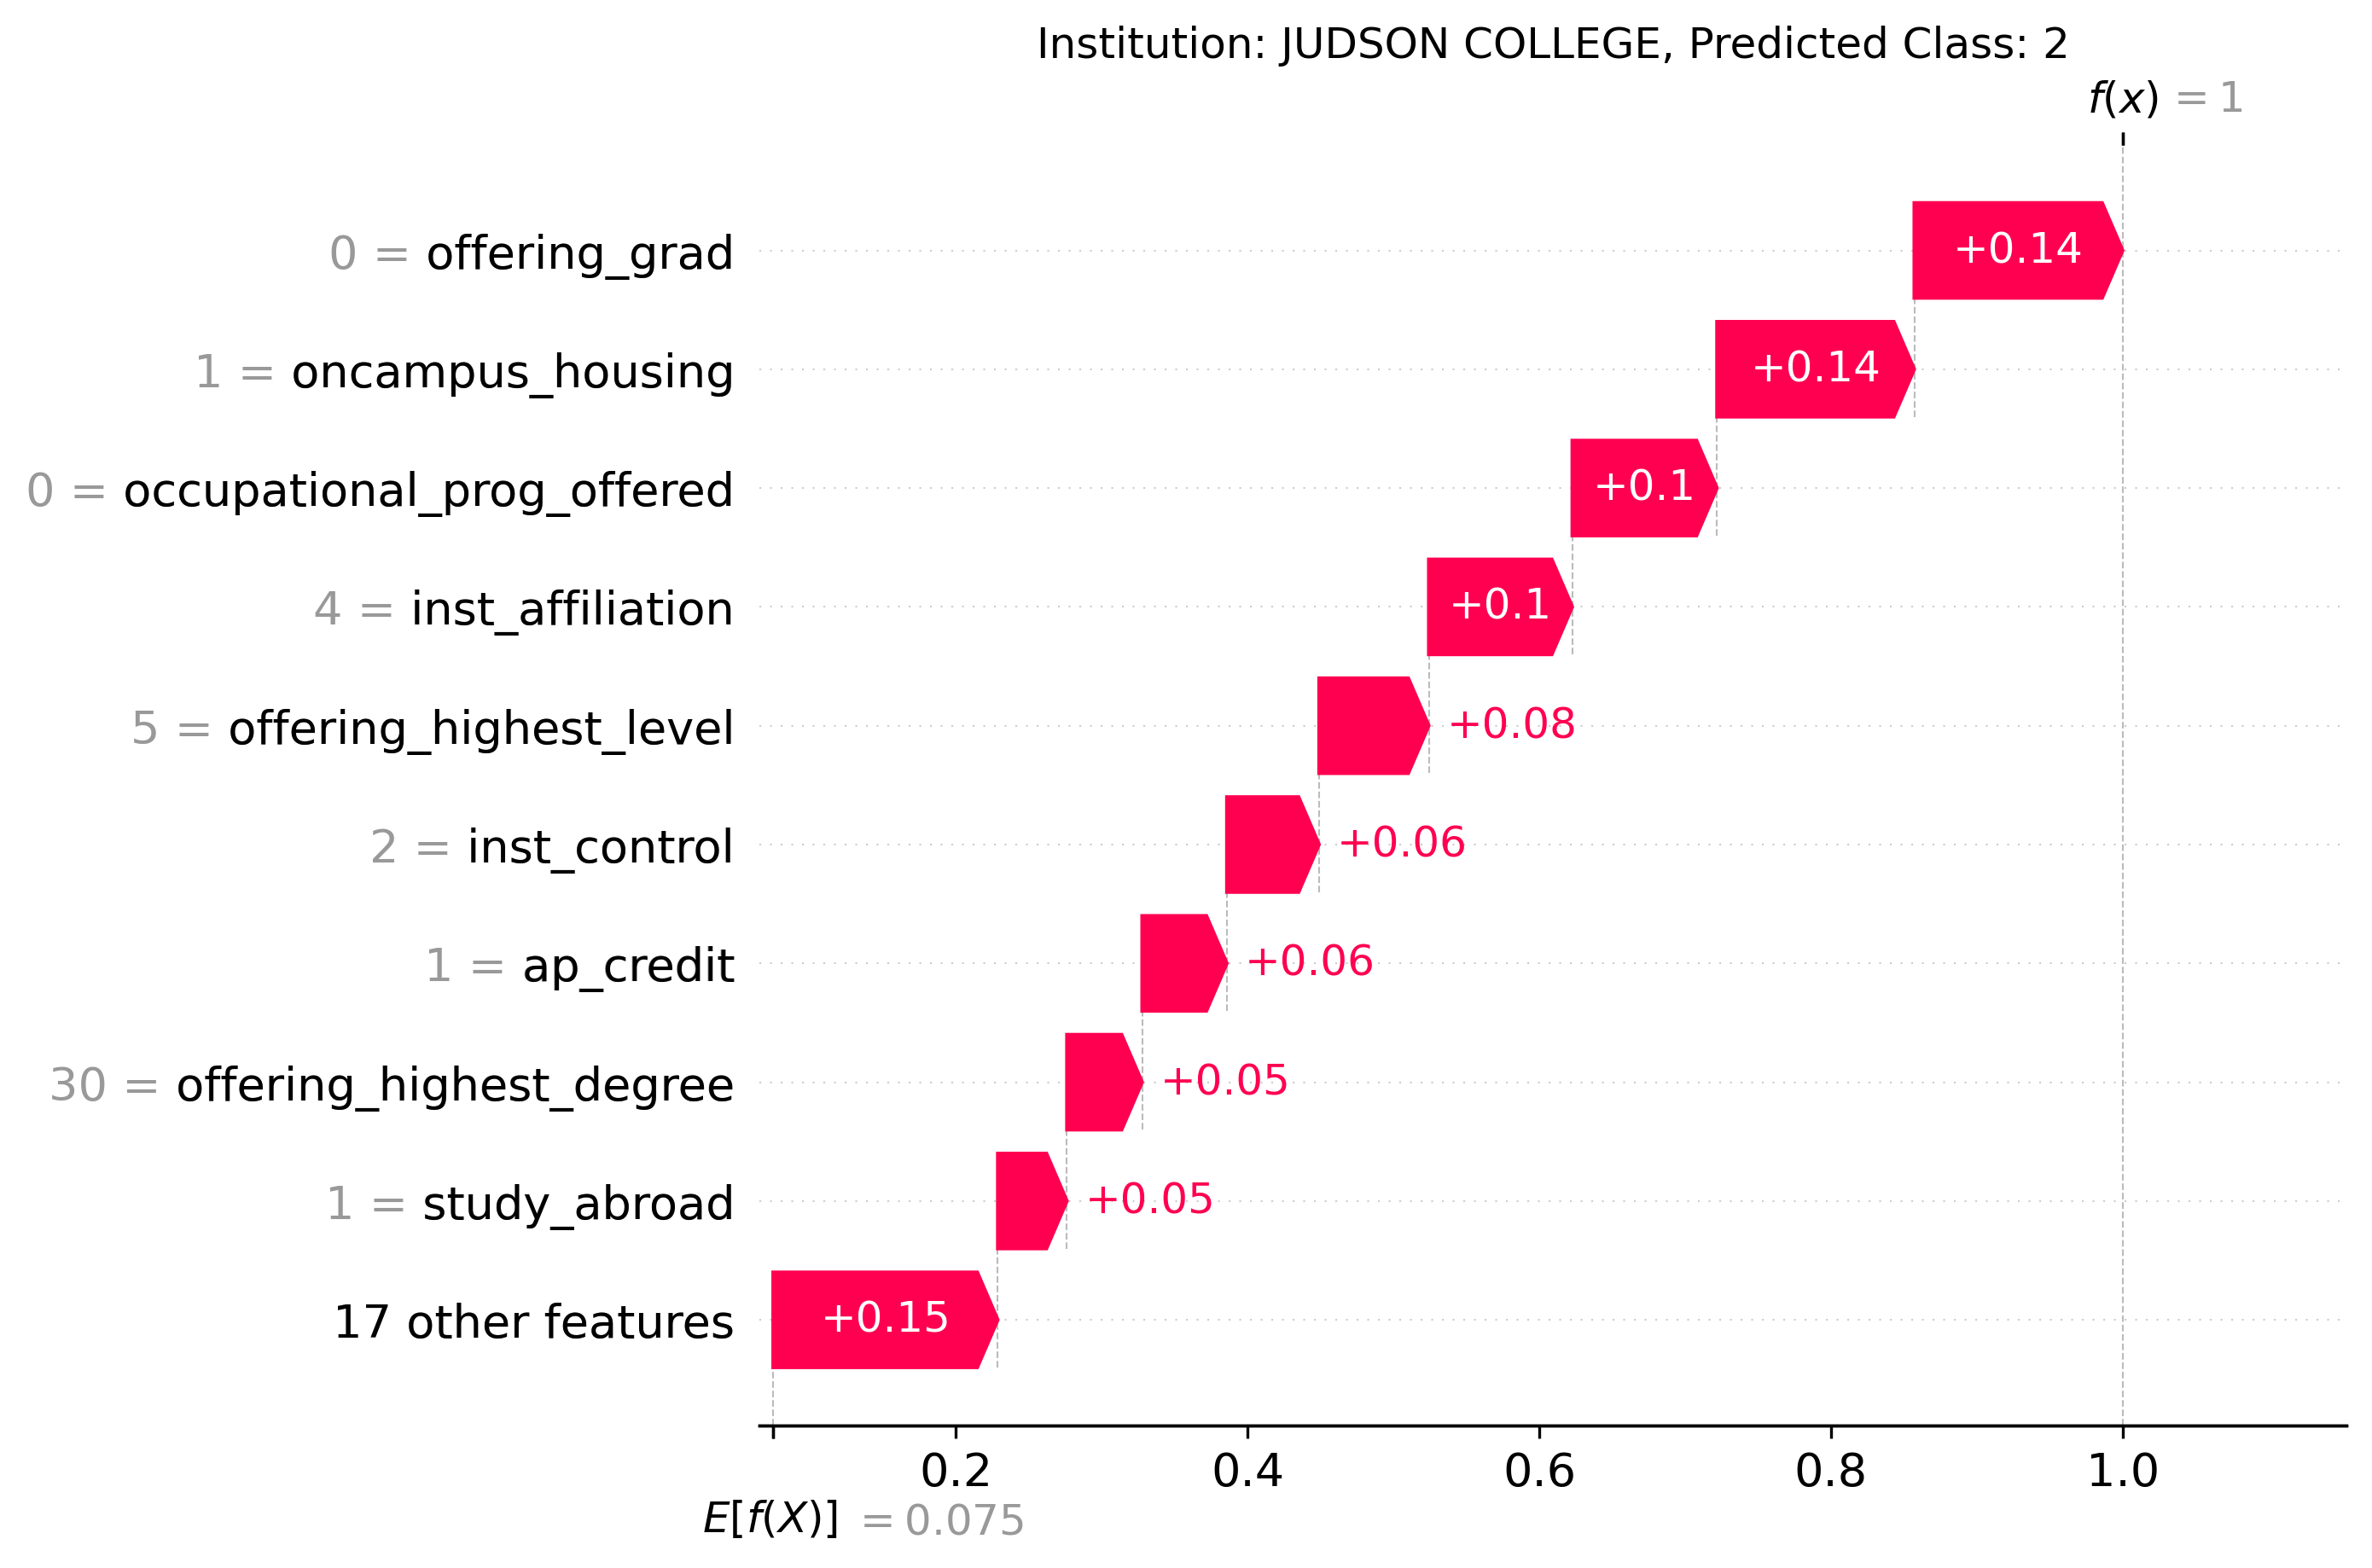 Institution: JUDSON COLLEGE, Predicted Class: 2
f(x) = 1
0 = offering_grad +0.14
1 = oncampus_housing +0.14
0 = occupational_prog_offered +0.1
4 = inst_affiliation +0.1
5 = offering_highest_level +0.08
2 = inst_control +0.06
1 = ap_credit +0.06
30 = offering_highest_degree +0.05
1 = study_abroad +0.05
17 other features +0.15
0.2 0.4 0.6 0.8 1.0
E[f(X)] = 0.075